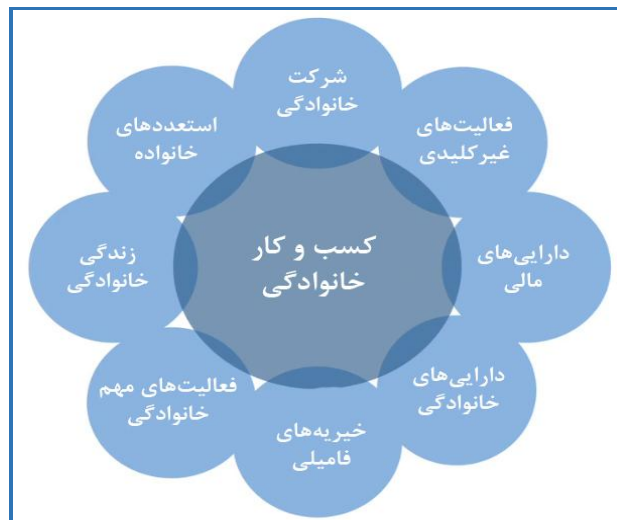 شرکت
خانوادگی
فعالیت‌های
غیرکلیدی
دارایی‌های
مالی
دارایی‌های
خانوادگی
خیریه‌های
فامیلی
فعالیت‌های مهم
خانوادگی
زندگی
خانوادگی
استعددهای
خانواده
کسب و کار
خانوادگی